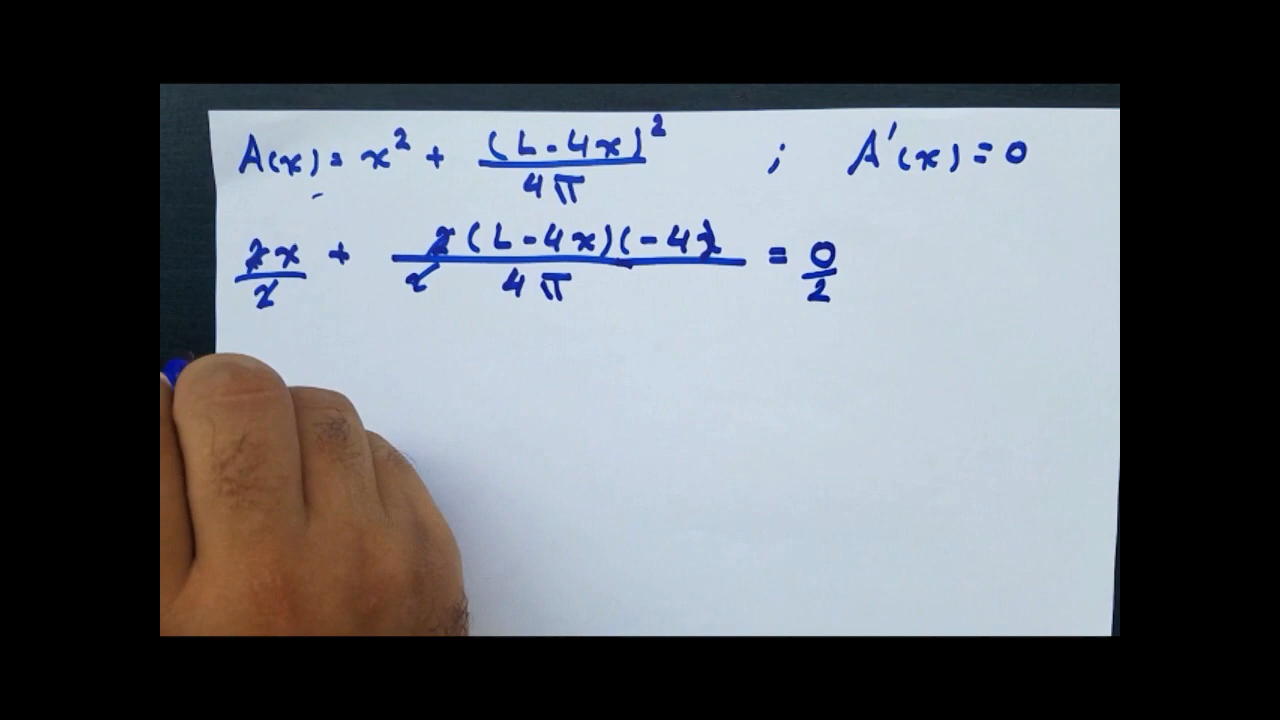 A(x) = x² + (L - 4x)² / 4π ; A'(x) = 0
2x / 2 + 2(L - 4x)(-4) / 2 4π = 0 / 2